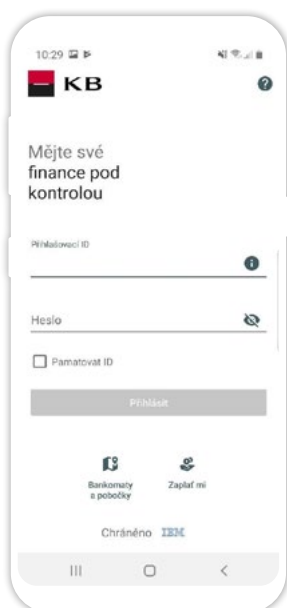 10:29
KB
Mějte své
finance pod
kontrolou
Přihlašovací ID
Heslo
Pamatovat ID
Přihlásit
Bankomaty
a pobočky
Zaplať mi
Chráněno IBM